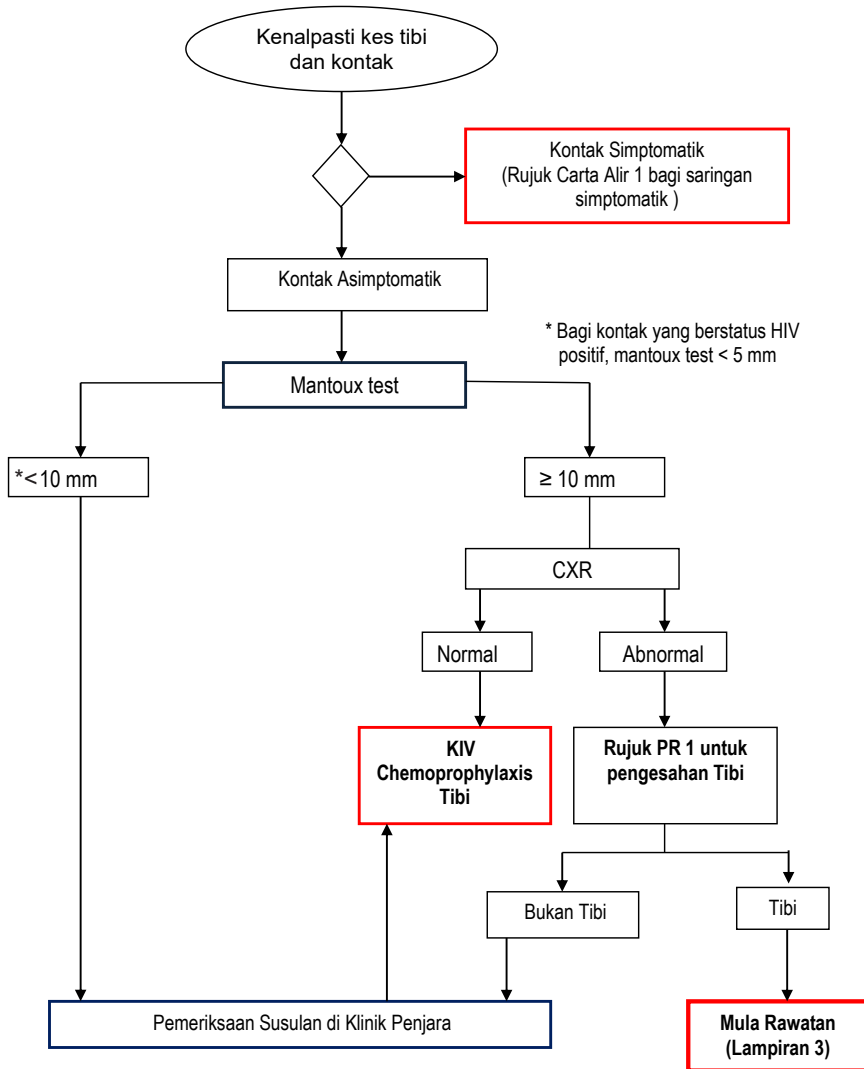 Kenalpasti kes tibi
dan kontak
Kontak Simptomatik
(Rujuk Carta Alir 1 bagi saringan
simptomatik )
Kontak Asimptomatik
* Bagi kontak yang berstatus HIV
positif, mantoux test < 5 mm
Mantoux test
*< 10 mm
≥ 10 mm
CXR
Normal
Abnormal
KIV
Chemoprophylaxis
Tibi
Rujuk PR 1 untuk
pengesahan Tibi
Bukan Tibi
Tibi
Pemeriksaan Susulan di Klinik Penjara
Mula Rawatan
(Lampiran 3)